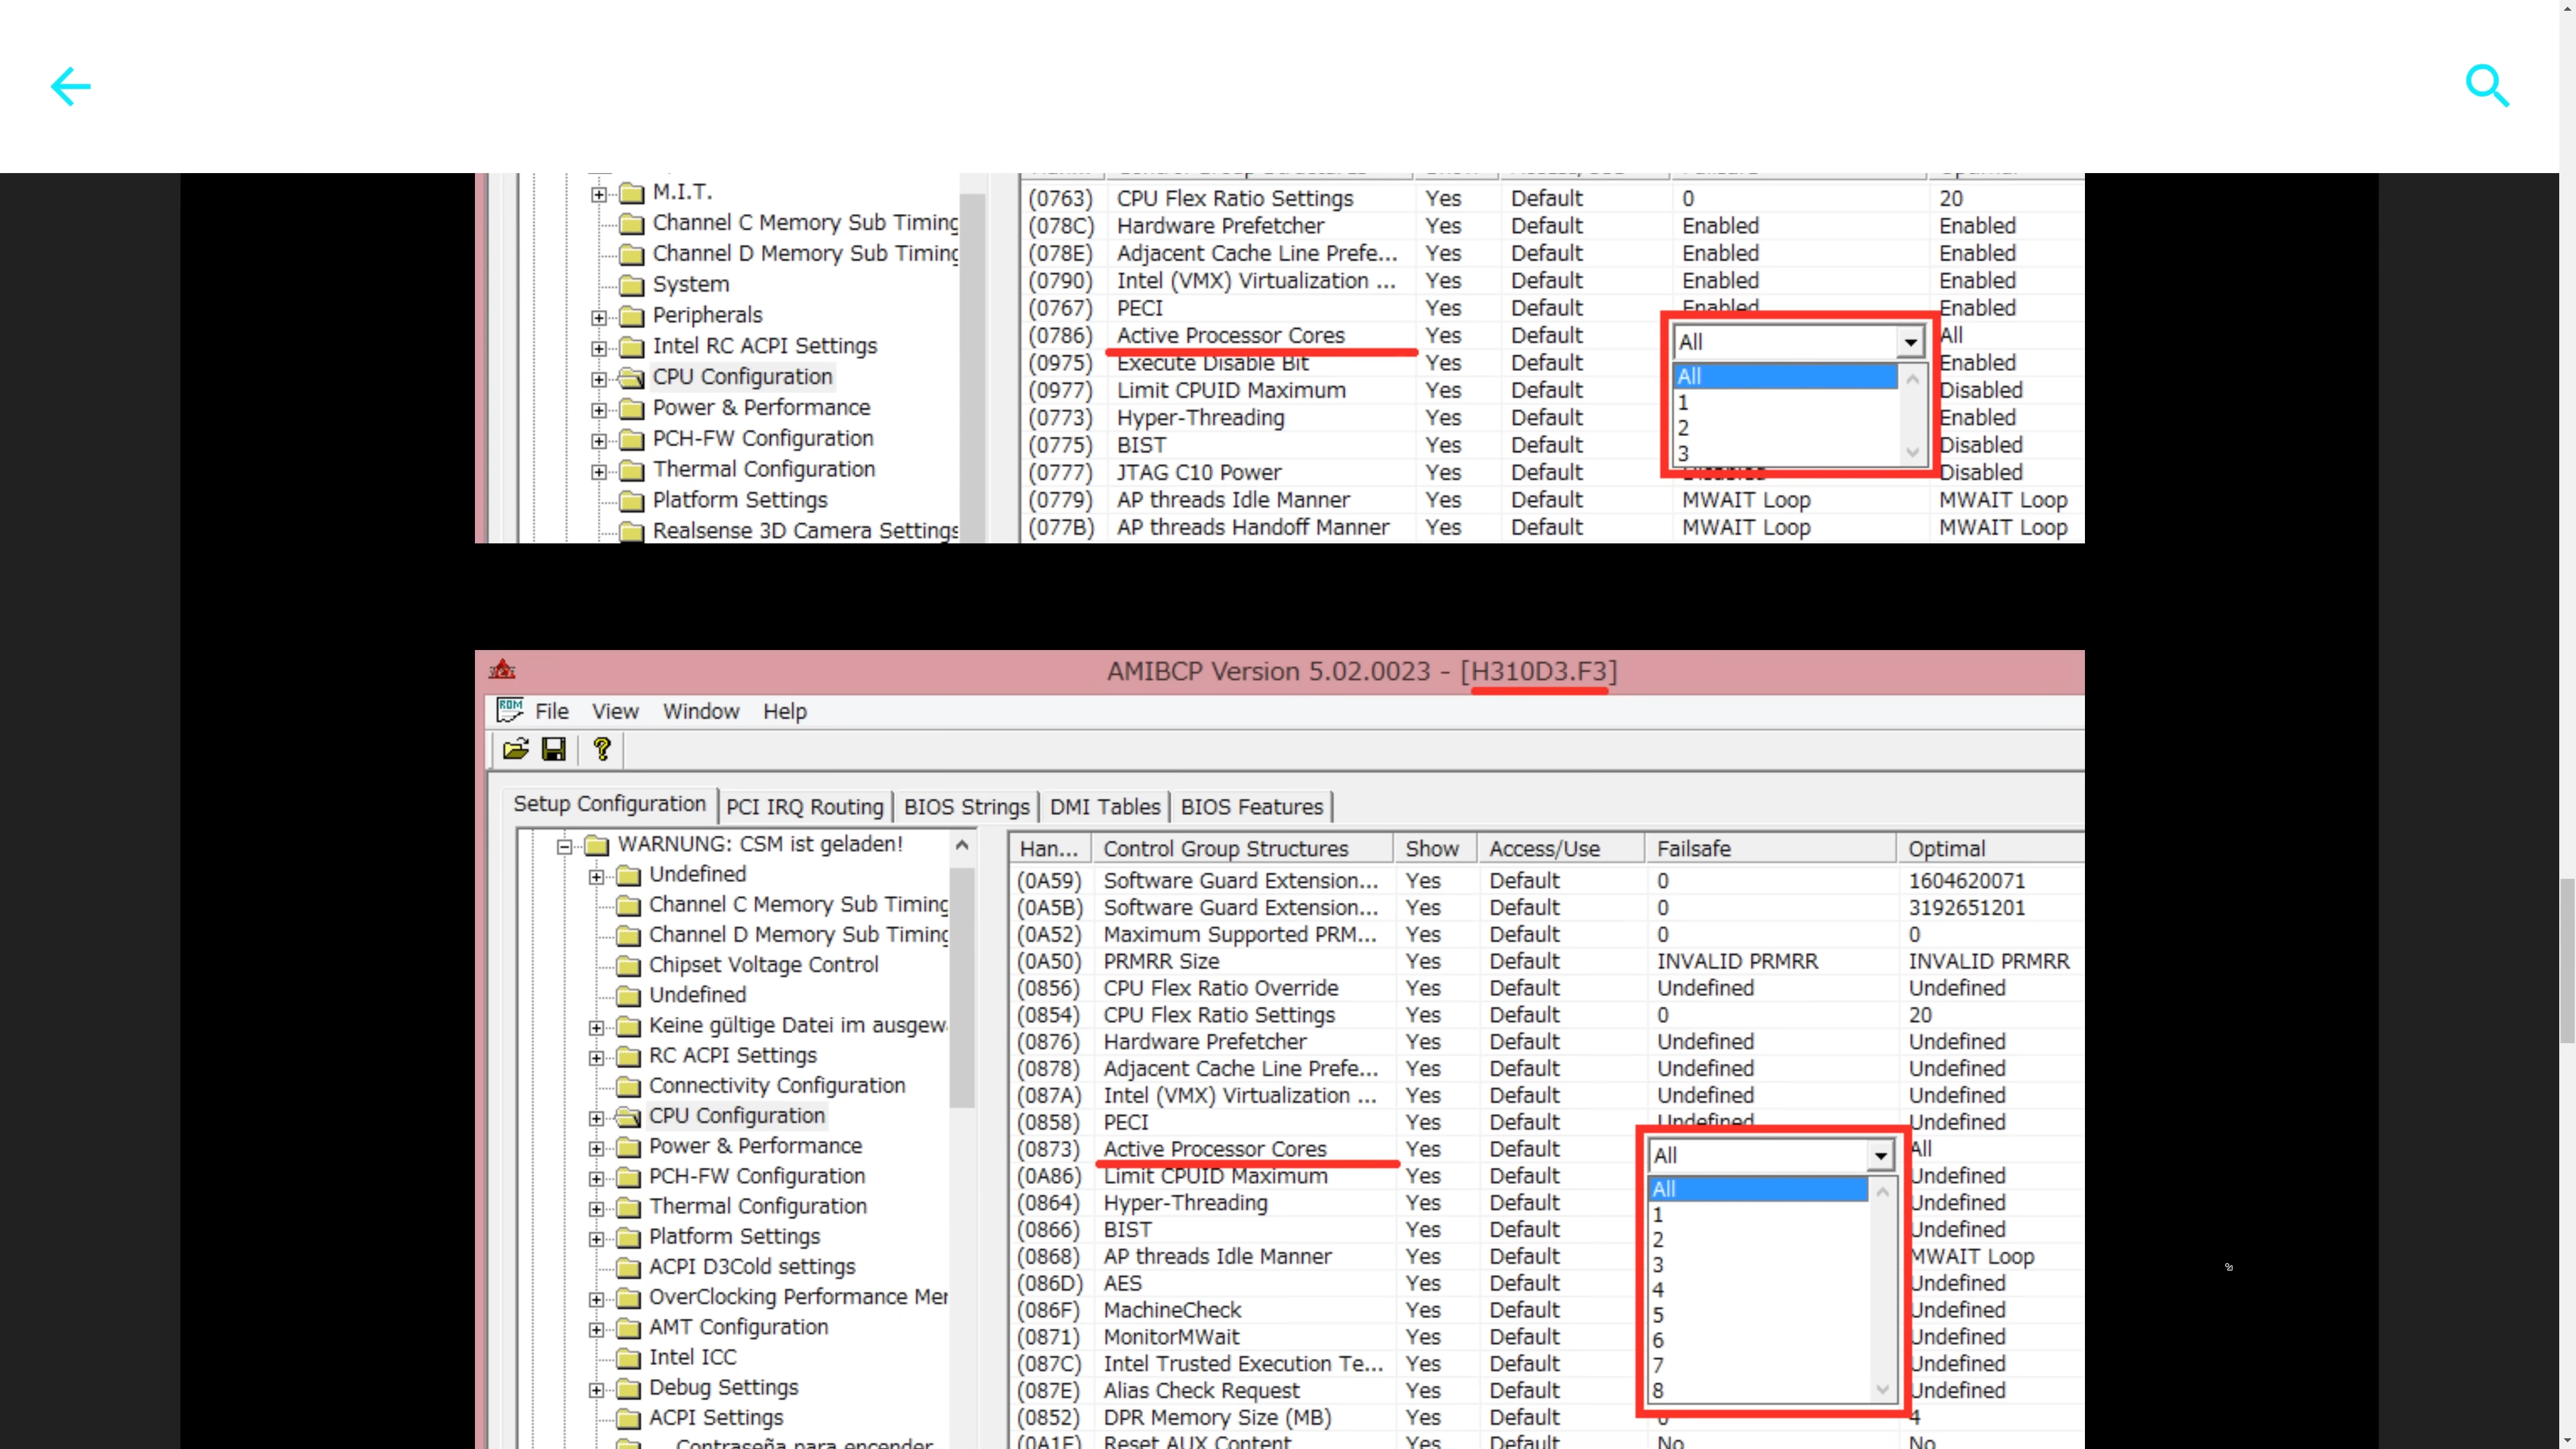 M.I.T.
Channel C Memory Sub Timing
Channel D Memory Sub Timing
System
Peripherals
Intel RC ACPI Settings
CPU Configuration
Power & Performance
PCH-FW Configuration
Thermal Configuration
Platform Settings
Realsense 3D Camera Settings
(0763) CPU Flex Ratio Settings Yes Default 0 20
(078C) Hardware Prefetcher Yes Default Enabled Enabled
(078E) Adjacent Cache Line Prefe... Yes Default Enabled Enabled
(0790) Intel (VMX) Virtualization ... Yes Default Enabled Enabled
(0767) PECI Yes Default Enabled Enabled
(0786) Active Processor Cores Yes Default All All
(0975) Execute Disable Bit Yes Default Enabled
(0977) Limit CPUID Maximum Yes Default Disabled
(0773) Hyper-Threading Yes Default Enabled
(0775) BIST Yes Default Disabled
(0777) JTAG C10 Power Yes Default Disabled Disabled
(0779) AP threads Idle Manner Yes Default MWAIT Loop MWAIT Loop
(077B) AP threads Handoff Manner Yes Default MWAIT Loop MWAIT Loop
All
1
2
3
AMIBCP Version 5.02.0023 - [H310D3.F3]
File View Window Help
Setup Configuration PCI IRQ Routing BIOS Strings DMI Tables BIOS Features
WARNUNG: CSM ist geladen!
Undefined
Channel C Memory Sub Timing
Channel D Memory Sub Timing
Chipset Voltage Control
Undefined
Keine gültige Datei im ausgew
RC ACPI Settings
Connectivity Configuration
CPU Configuration
Power & Performance
PCH-FW Configuration
Thermal Configuration
Platform Settings
ACPI D3Cold settings
OverClocking Performance Mer
AMT Configuration
Intel ICC
Debug Settings
ACPI Settings
Contraseña para encender
Han... Control Group Structures Show Access/Use Failsafe Optimal
(0A59) Software Guard Extension... Yes Default 0 1604620071
(0A5B) Software Guard Extension... Yes Default 0 3192651201
(0A52) Maximum Supported PRM... Yes Default 0 0
(0A50) PRMRR Size Yes Default INVALID PRMRR INVALID PRMRR
(0856) CPU Flex Ratio Override Yes Default Undefined Undefined
(0854) CPU Flex Ratio Settings Yes Default 0 20
(0876) Hardware Prefetcher Yes Default Undefined Undefined
(0878) Adjacent Cache Line Prefe... Yes Default Undefined Undefined
(087A) Intel (VMX) Virtualization ... Yes Default Undefined Undefined
(0858) PECI Yes Default Undefined Undefined
(0873) Active Processor Cores Yes Default All All
(0A86) Limit CPUID Maximum Yes Default Undefined
(0864) Hyper-Threading Yes Default Undefined
(0866) BIST Yes Default Undefined
(0868) AP threads Idle Manner Yes Default MWAIT Loop
(086D) AES Yes Default Undefined
(086F) MachineCheck Yes Default Undefined
(0871) MonitorMWait Yes Default Undefined
(087C) Intel Trusted Execution Te... Yes Default Undefined
(087E) Alias Check Request Yes Default Undefined
(0852) DPR Memory Size (MB) Yes Default 0 4
(0A1F) Reset AUX Content Yes Default No No
All
1
2
3
4
5
6
7
8